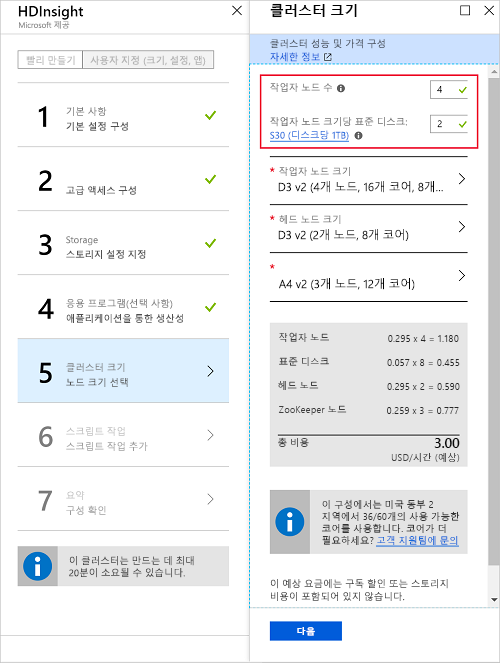 HDInsight
Microsoft 제공
빨리 만들기
사용자 지정 (크기, 설정, 앱)
1
기본 사항
기본 설정 구성
2
고급 액세스 구성
3
Storage
스토리지 설정 지정
4
응용 프로그램(선택 사항)
애플리케이션을 통한 생산성
5
클러스터 크기
노드 크기 선택
6
스크립트 작업
스크립트 작업 추가
7
요약
구성 확인
이 클러스터는 만드는 데 최대
20분이 소요될 수 있습니다.
클러스터 크기
클러스터 성능 및 가격 구성
자세한 정보
작업자 노드 수
4
작업자 노드 크기당 표준 디스크:
S30 (디스크당 1TB)
2
* 작업자 노드 크기
D3 v2 (4개 노드, 16개 코어, 8개...
* 헤드 노드 크기
D3 v2 (2개 노드, 8개 코어)
*
A4 v2 (3개 노드, 12개 코어)
작업자 노드 0.295 x 4 = 1.180
표준 디스크 0.057 x 8 = 0.455
헤드 노드 0.295 x 2 = 0.590
ZooKeeper 노드 0.259 x 3 = 0.777
총 비용 3.00
USD/시간 (예상)
이 구성에서는 미국 동부 2
지역에서 36/60개의 사용 가능한
코어를 사용합니다. 코어가 더
필요하세요? 고객 지원팀에 문의
이 예상 요금에는 구독 할인 또는 스토리지
비용이 포함되어 있지 않습니다.
다음